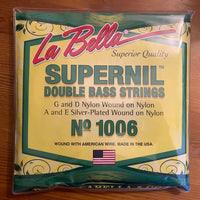 La Bella
Superior Quality
SUPERNIL™
DOUBLE BASS STRINGS
G and D Nylon Wound on Nylon
A and E Silver-Plated Wound on Nylon
Nº 1006
WOUND WITH AMERICAN WIRE. MADE IN THE USA.